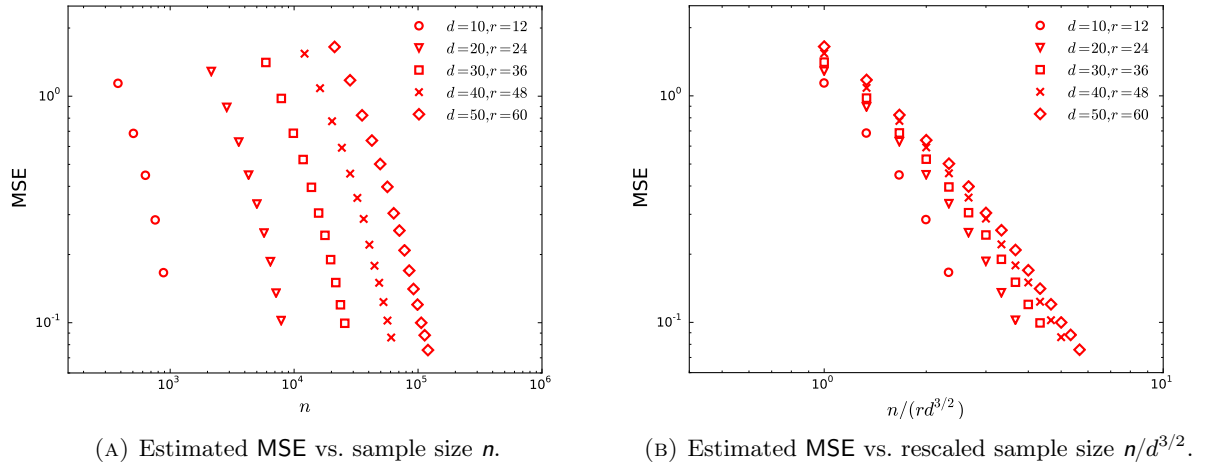 MSE
10^0
10^{-1}
d=10, r=12
d=20, r=24
d=30, r=36
d=40, r=48
d=50, r=60
10^3
10^4
10^5
10^6
n
MSE
10^0
10^{-1}
d=10, r=12
d=20, r=24
d=30, r=36
d=40, r=48
d=50, r=60
10^0
10^1
n/(rd^{3/2})
(A) Estimated MSE vs. sample size n.
(B) Estimated MSE vs. rescaled sample size n/d^{3/2}.